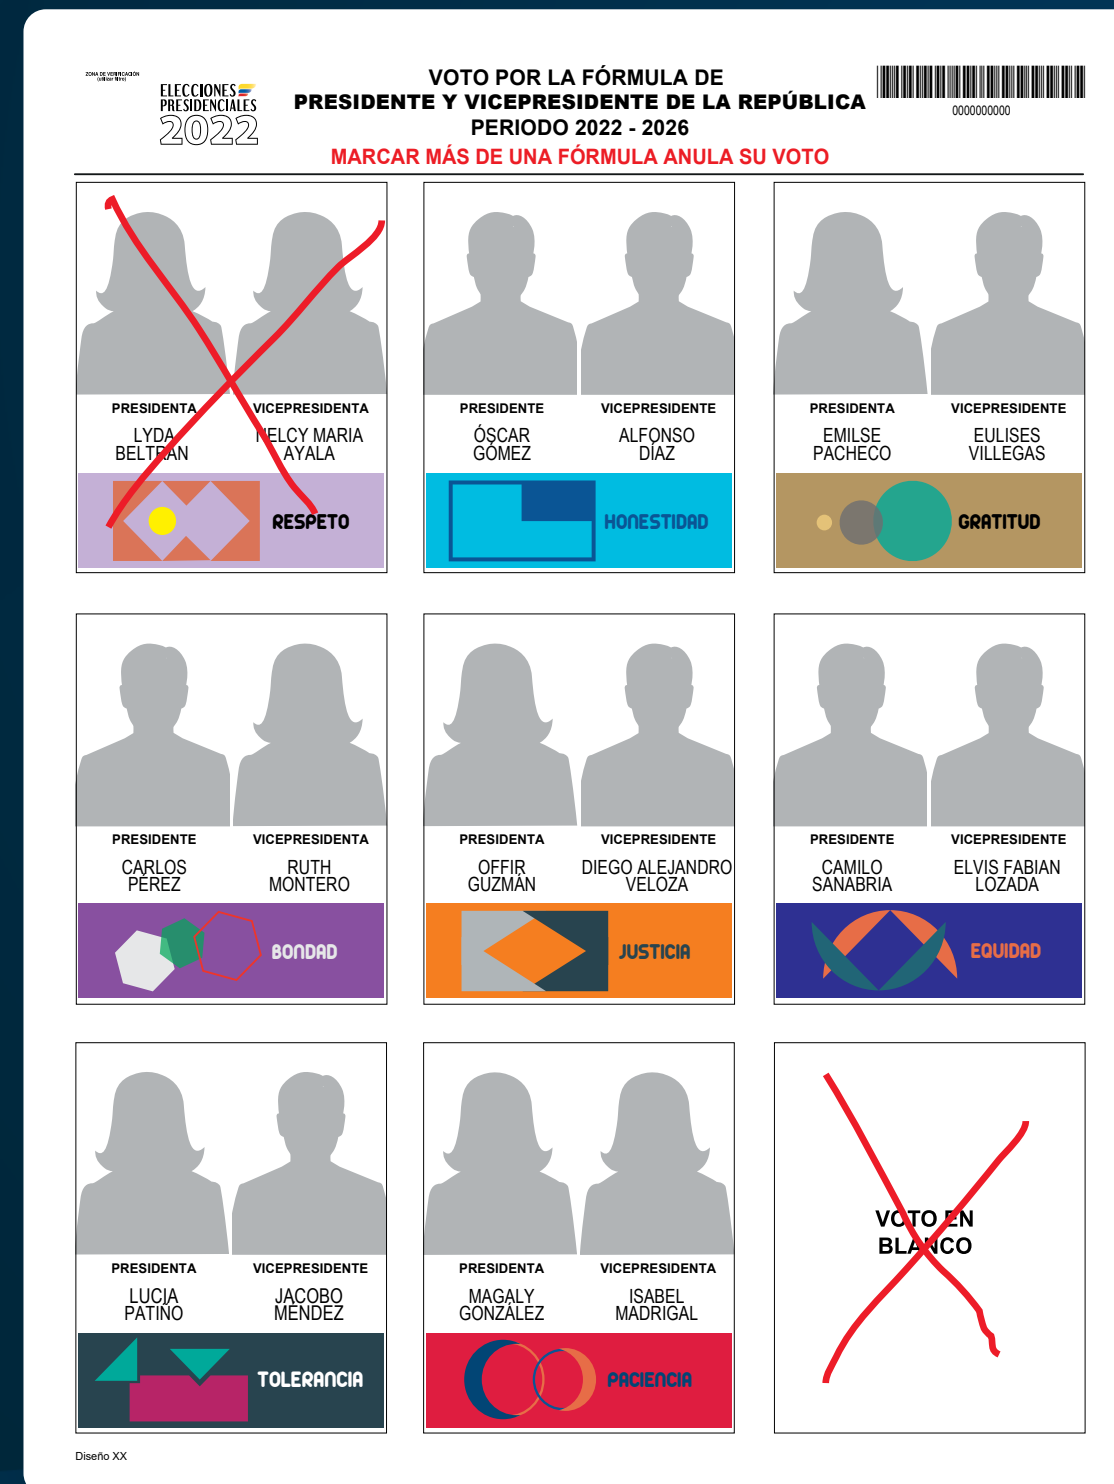 ZONA DE VERIFICACIÓN
(utilizar filtro)
ELECCIONES
PRESIDENCIALES
2022
VOTO POR LA FÓRMULA DE
PRESIDENTE Y VICEPRESIDENTE DE LA REPÚBLICA
PERIODO 2022 - 2026
MARCAR MÁS DE UNA FÓRMULA ANULA SU VOTO
0000000000
PRESIDENTA
LYDA
BELTRAN
VICEPRESIDENTA
NELCY MARIA
AYALA
RESPETO
PRESIDENTE
ÓSCAR
GÓMEZ
VICEPRESIDENTE
ALFONSO
DÍAZ
HONESTIDAD
PRESIDENTA
EMILSE
PACHECO
VICEPRESIDENTE
EULISES
VILLEGAS
GRATITUD
PRESIDENTE
CARLOS
PÉREZ
VICEPRESIDENTA
RUTH
MONTERO
BONDAD
PRESIDENTA
OFFIR
GUZMÁN
VICEPRESIDENTE
DIEGO ALEJANDRO
VELOZA
JUSTICIA
PRESIDENTE
CAMILO
SANABRIA
VICEPRESIDENTE
ELVIS FABIAN
LOZADA
EQUIDAD
PRESIDENTA
LUCIA
PATIÑO
VICEPRESIDENTE
JACOBO
MÉNDEZ
TOLERANCIA
PRESIDENTA
MAGALY
GONZÁLEZ
VICEPRESIDENTA
ISABEL
MADRIGAL
PACIENCIA
VOTO EN
BLANCO
Diseño XX